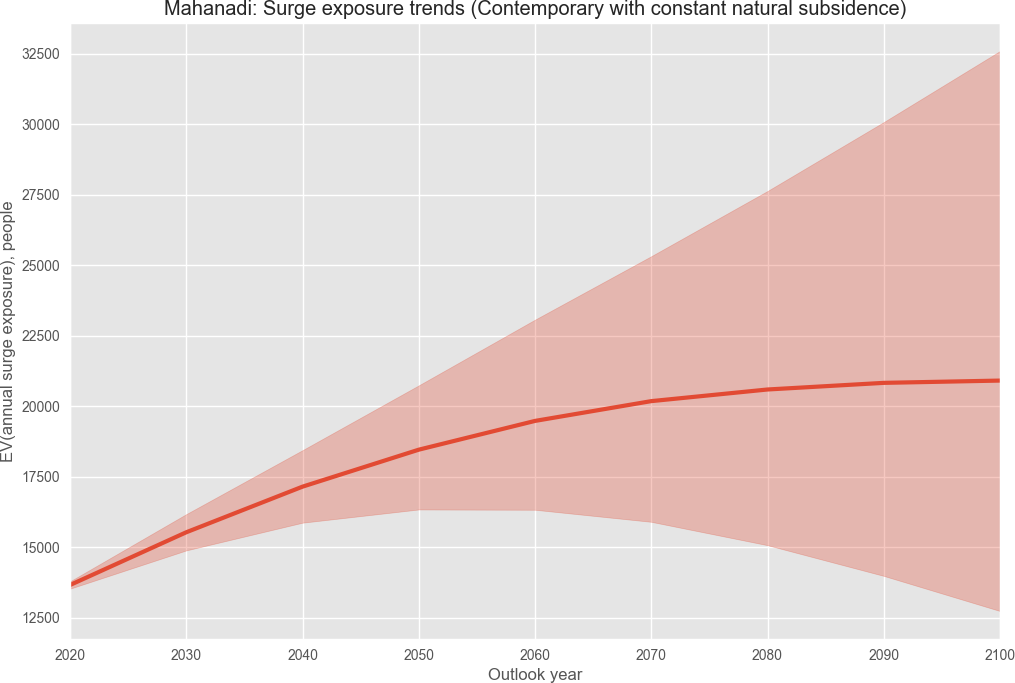 Mahanadi: Surge exposure trends (Contemporary with constant natural subsidence)
EV(annual surge exposure), people
32500
30000
27500
25000
22500
20000
17500
15000
12500
2020 2030 2040 2050 2060 2070 2080 2090 2100
Outlook year